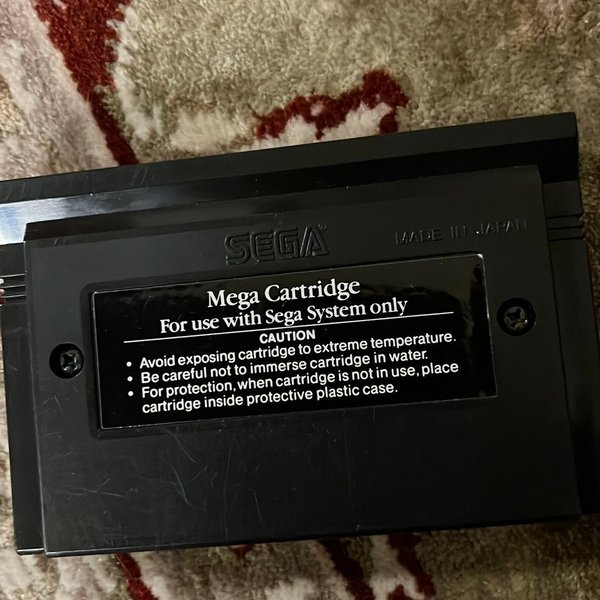 SEGA® MADE IN JAPAN
Mega Cartridge
For use with Sega System only
CAUTION
• Avoid exposing cartridge to extreme temperature.
• Be careful not to immerse cartridge in water.
• For protection, when cartridge is not in use, place
cartridge inside protective plastic case.